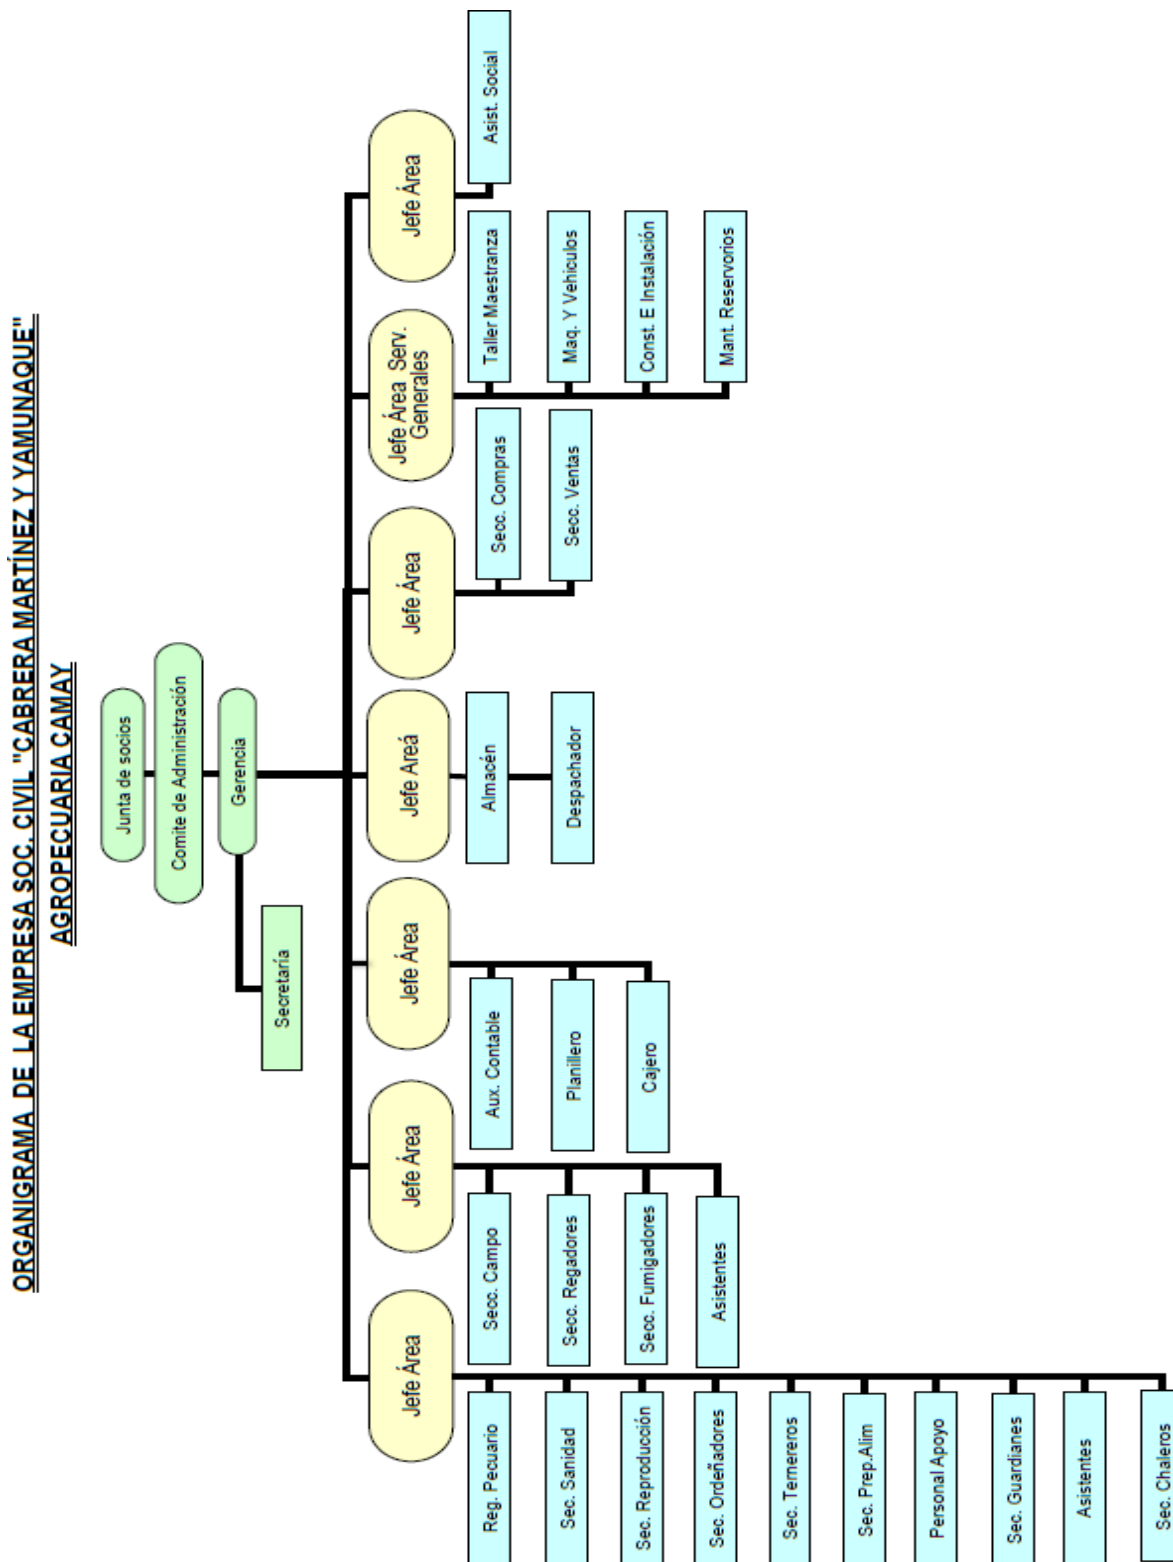 ORGANIGRAMA DE LA EMPRESA SOC. CIVIL "CABRERA MARTÍNEZ Y YAMUNAQUE"
AGROPECUARIA CAMAY
Junta de socios
Comite de Administración
Gerencia
Secretaría
Jefe Área
Jefe Área
Jefe Área
Jefe Areá
Jefe Área
Jefe Área Serv.
Generales
Jefe Área
Reg. Pecuario
Sec. Sanidad
Sec. Reproducción
Sec. Ordeñadores
Sec. Ternereros
Sec. Prep.Alim
Personal Apoyo
Sec. Guardianes
Asistentes
Sec. Chaleros
Secc. Campo
Secc. Regadores
Secc. Fumigadores
Asistentes
Aux. Contable
Planillero
Cajero
Almacén
Despachador
Secc. Compras
Secc. Ventas
Taller Maestranza
Maq. Y Vehiculos
Const. E Instalación
Mant. Reservorios
Asist. Social